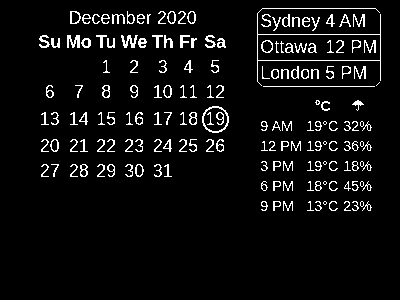 December 2020
Su Mo Tu We Th Fr Sa
1 2 3 4 5
6 7 8 9 10 11 12
13 14 15 16 17 18 19
20 21 22 23 24 25 26
27 28 29 30 31
Sydney 4 AM
Ottawa 12 PM
London 5 PM
°C ☂
9 AM 19°C 32%
12 PM 19°C 36%
3 PM 19°C 18%
6 PM 18°C 45%
9 PM 13°C 23%